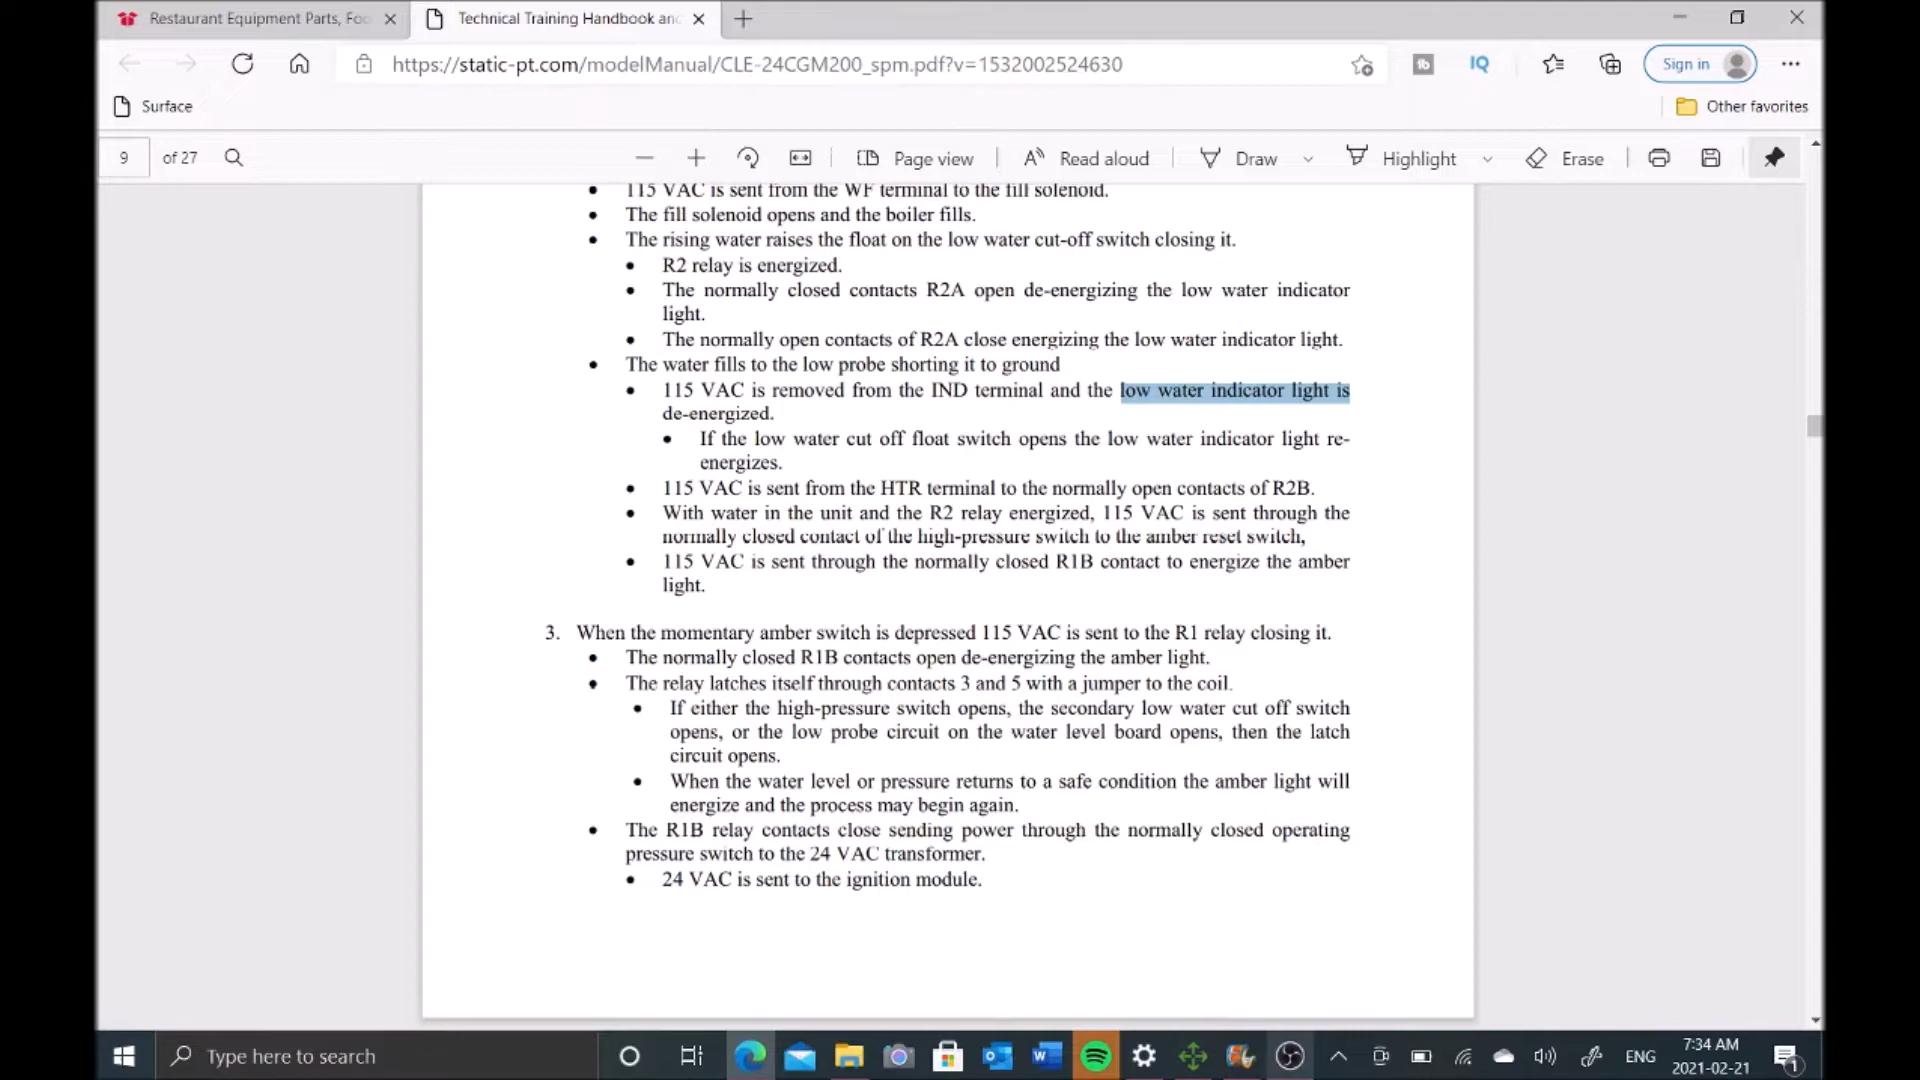 Restaurant Equipment Parts, Foo
Technical Training Handbook and
https://static-pt.com/modelManual/CLE-24CGM200_spm.pdf?v=1532002524630
Sign in
Surface
Other favorites
9 of 27
Page view
Read aloud
Draw
Highlight
Erase
• 115 VAC is sent from the WF terminal to the fill solenoid.
• The fill solenoid opens and the boiler fills.
• The rising water raises the float on the low water cut-off switch closing it.
• R2 relay is energized.
• The normally closed contacts R2A open de-energizing the low water indicator
light.
• The normally open contacts of R2A close energizing the low water indicator light.
• The water fills to the low probe shorting it to ground
• 115 VAC is removed from the IND terminal and the low water indicator light is
de-energized.
• If the low water cut off float switch opens the low water indicator light re-
energizes.
• 115 VAC is sent from the HTR terminal to the normally open contacts of R2B.
• With water in the unit and the R2 relay energized, 115 VAC is sent through the
normally closed contact of the high-pressure switch to the amber reset switch,
• 115 VAC is sent through the normally closed R1B contact to energize the amber
light.
3. When the momentary amber switch is depressed 115 VAC is sent to the R1 relay closing it.
• The normally closed R1B contacts open de-energizing the amber light.
• The relay latches itself through contacts 3 and 5 with a jumper to the coil.
• If either the high-pressure switch opens, the secondary low water cut off switch
opens, or the low probe circuit on the water level board opens, then the latch
circuit opens.
• When the water level or pressure returns to a safe condition the amber light will
energize and the process may begin again.
• The R1B relay contacts close sending power through the normally closed operating
pressure switch to the 24 VAC transformer.
• 24 VAC is sent to the ignition module.
Type here to search
ENG
7:34 AM
2021-02-21
1